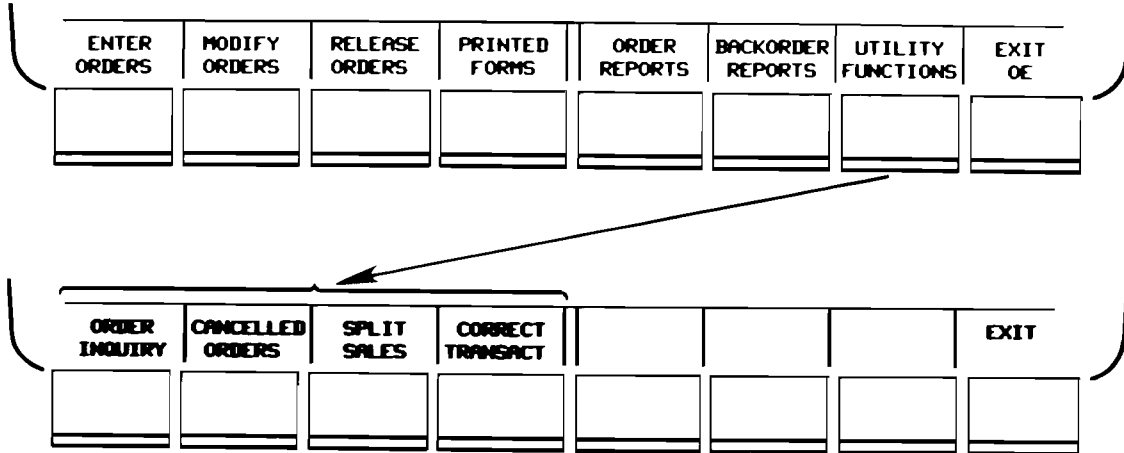 ENTER MODIFY RELEASE PRINTED ORDER BACKORDER UTILITY EXIT
ORDERS ORDERS ORDERS FORMS REPORTS REPORTS FUNCTIONS OE
ORDER CANCELLED SPLIT CORRECT EXIT
INQUIRY ORDERS SALES TRANSACT